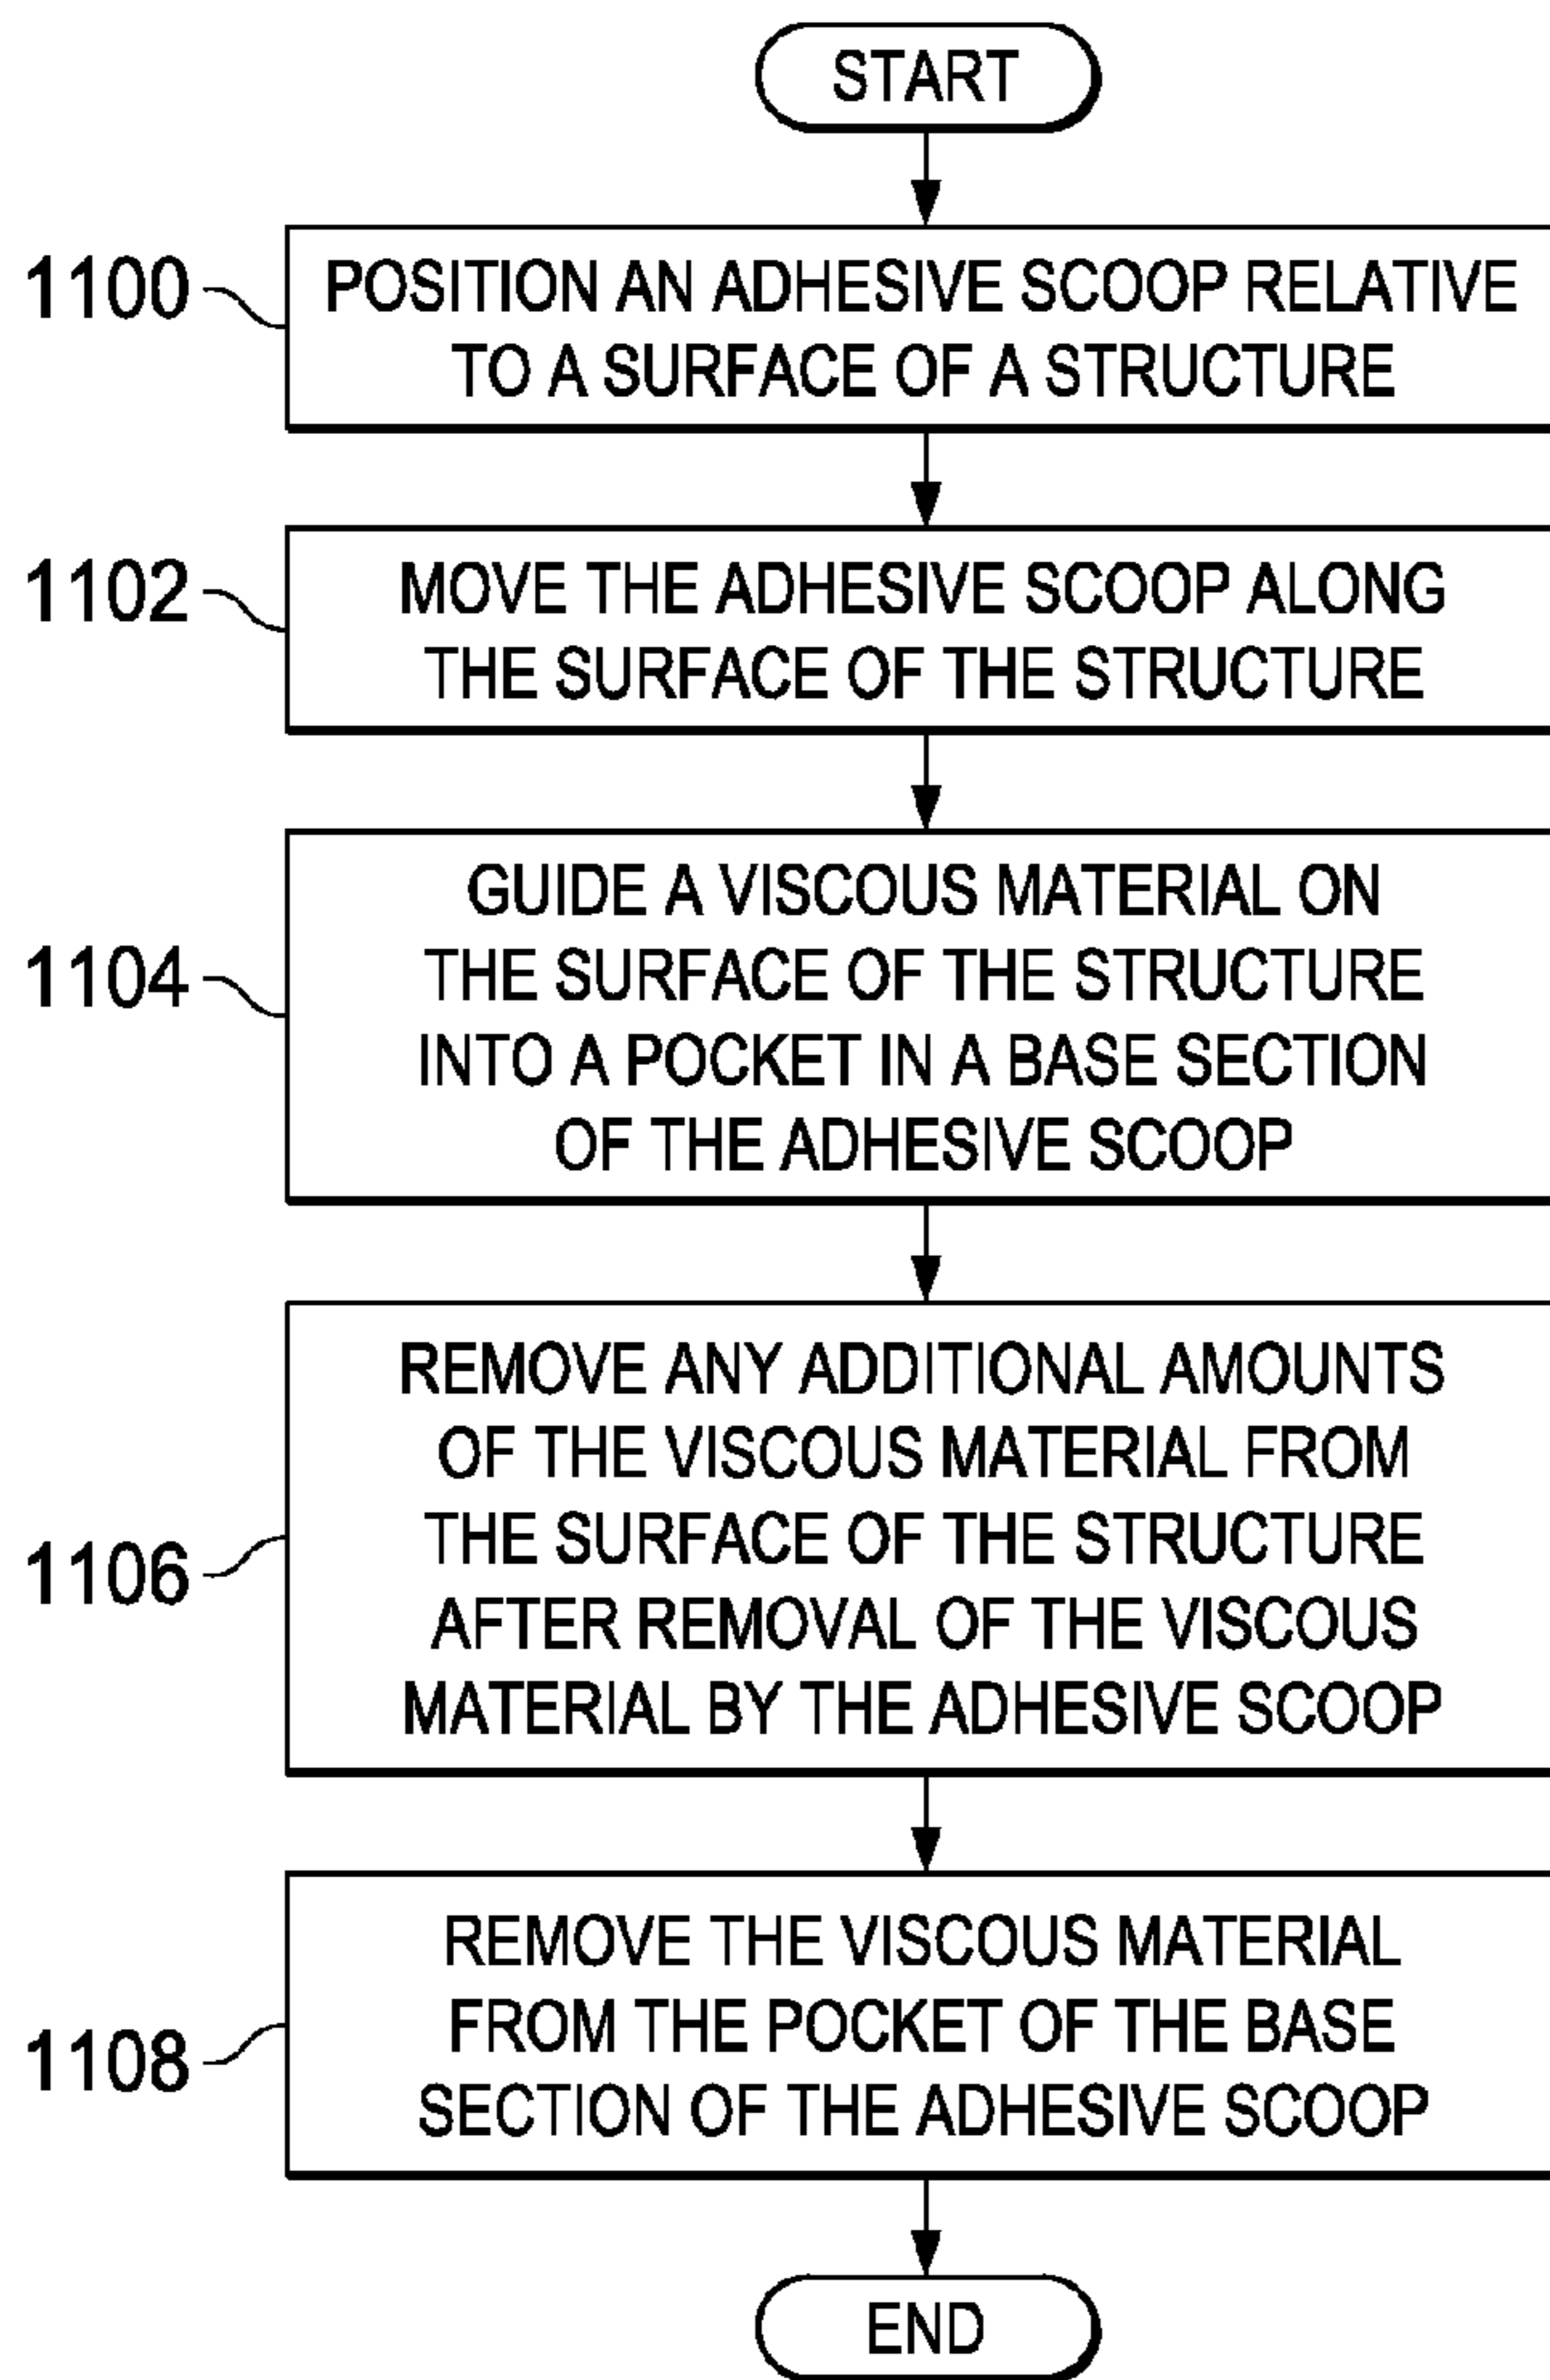 START
1100
POSITION AN ADHESIVE SCOOP RELATIVE
TO A SURFACE OF A STRUCTURE
1102
MOVE THE ADHESIVE SCOOP ALONG
THE SURFACE OF THE STRUCTURE
1104
GUIDE A VISCOUS MATERIAL ON
THE SURFACE OF THE STRUCTURE
INTO A POCKET IN A BASE SECTION
OF THE ADHESIVE SCOOP
1106
REMOVE ANY ADDITIONAL AMOUNTS
OF THE VISCOUS MATERIAL FROM
THE SURFACE OF THE STRUCTURE
AFTER REMOVAL OF THE VISCOUS
MATERIAL BY THE ADHESIVE SCOOP
1108
REMOVE THE VISCOUS MATERIAL
FROM THE POCKET OF THE BASE
SECTION OF THE ADHESIVE SCOOP
END